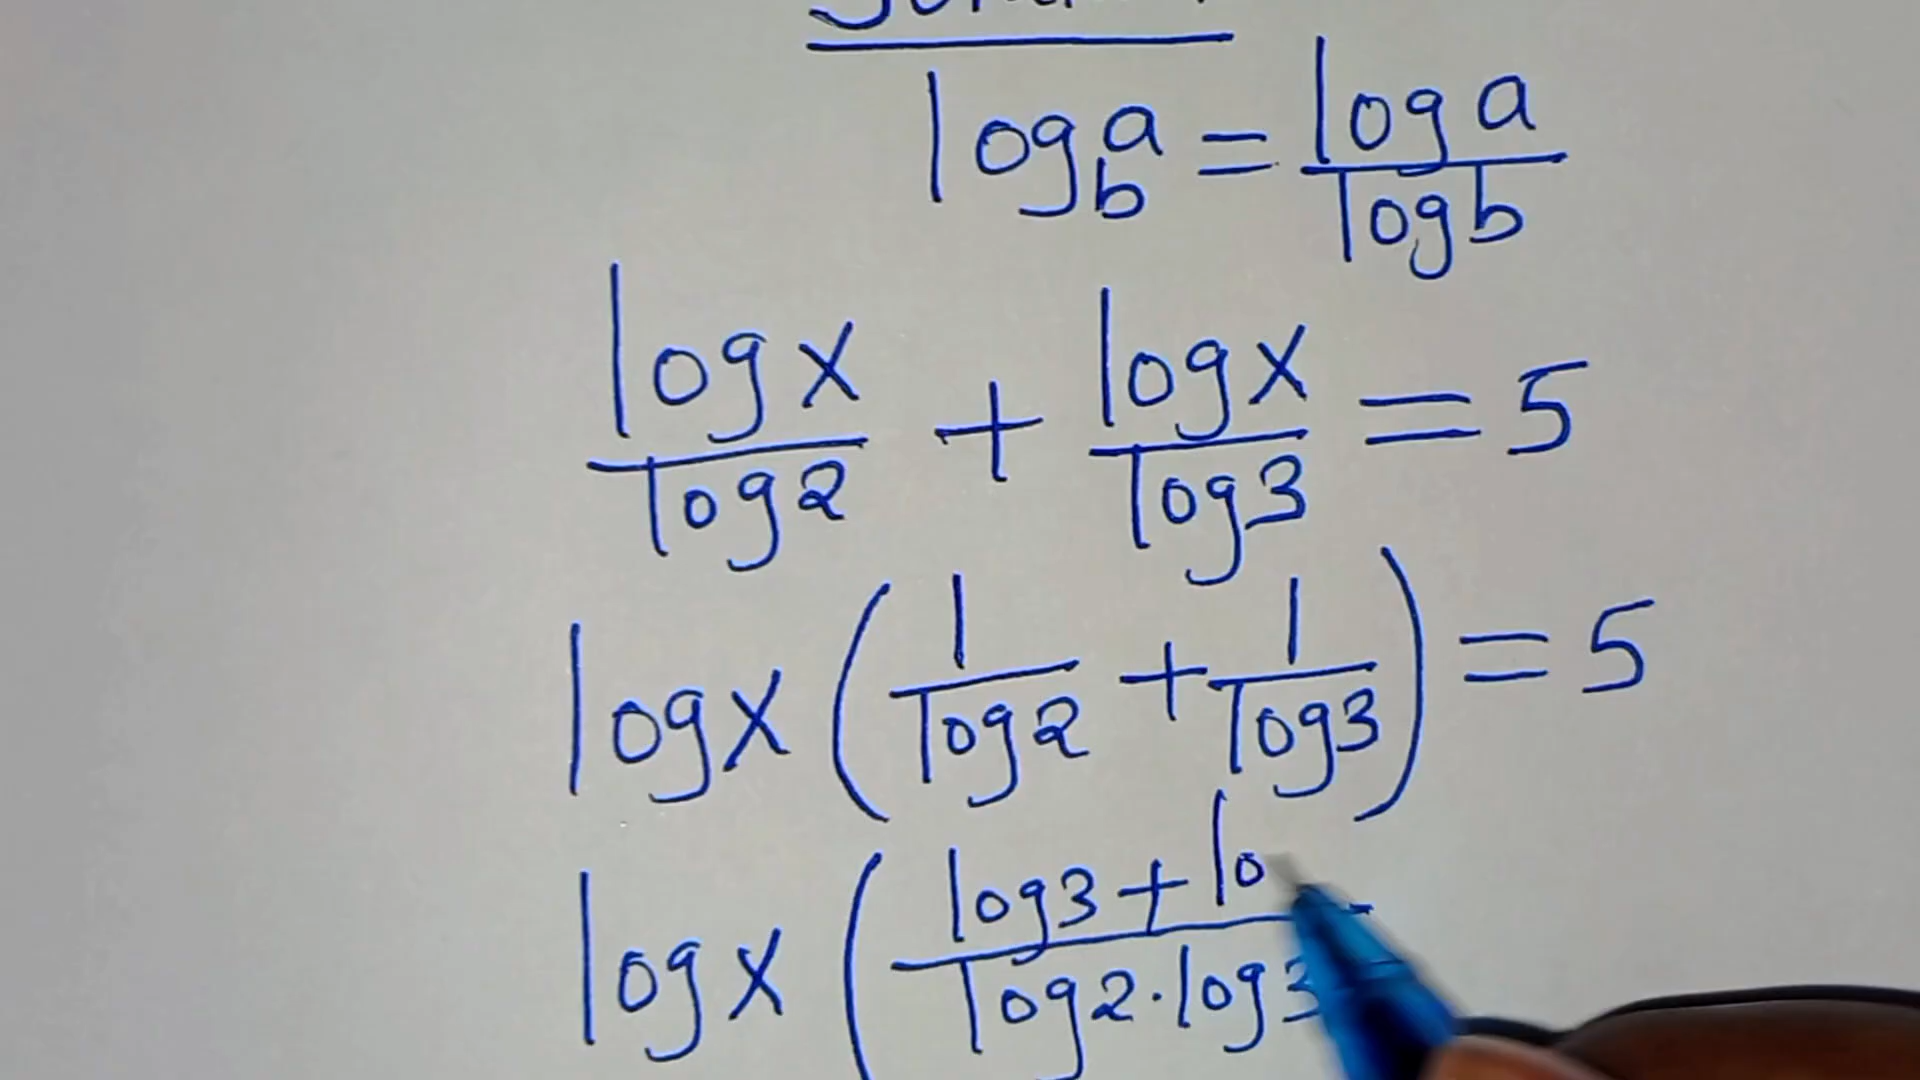 log_b a = log a / log b
log x / log 2 + log x / log 3 = 5
log x ( 1 / log 2 + 1 / log 3 ) = 5
log x ( log 3 + lo / log 2 · log 3